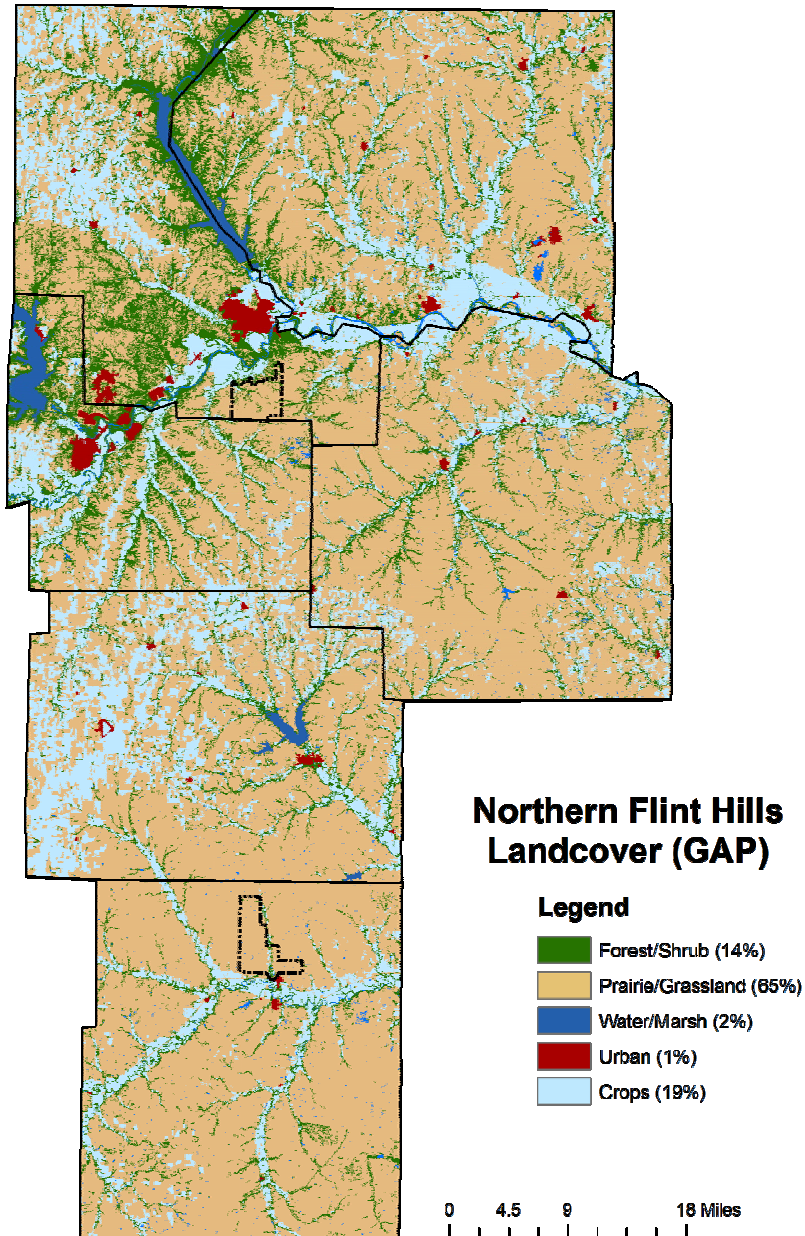 Northern Flint Hills
Landcover (GAP)
Legend
Forest/Shrub (14%)
Prairie/Grassland (65%)
Water/Marsh (2%)
Urban (1%)
Crops (19%)
0 4.5 9 18 Miles